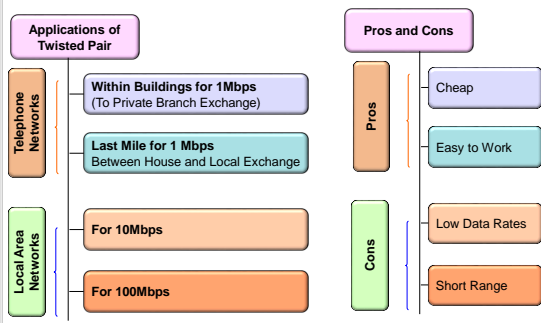 Applications of
Twisted Pair
Telephone
Networks
Within Buildings for 1Mbps
(To Private Branch Exchange)
Last Mile for 1 Mbps
Between House and Local Exchange
Local Area
Networks
For 10Mbps
For 100Mbps
Pros and Cons
Pros
Cheap
Easy to Work
Cons
Low Data Rates
Short Range